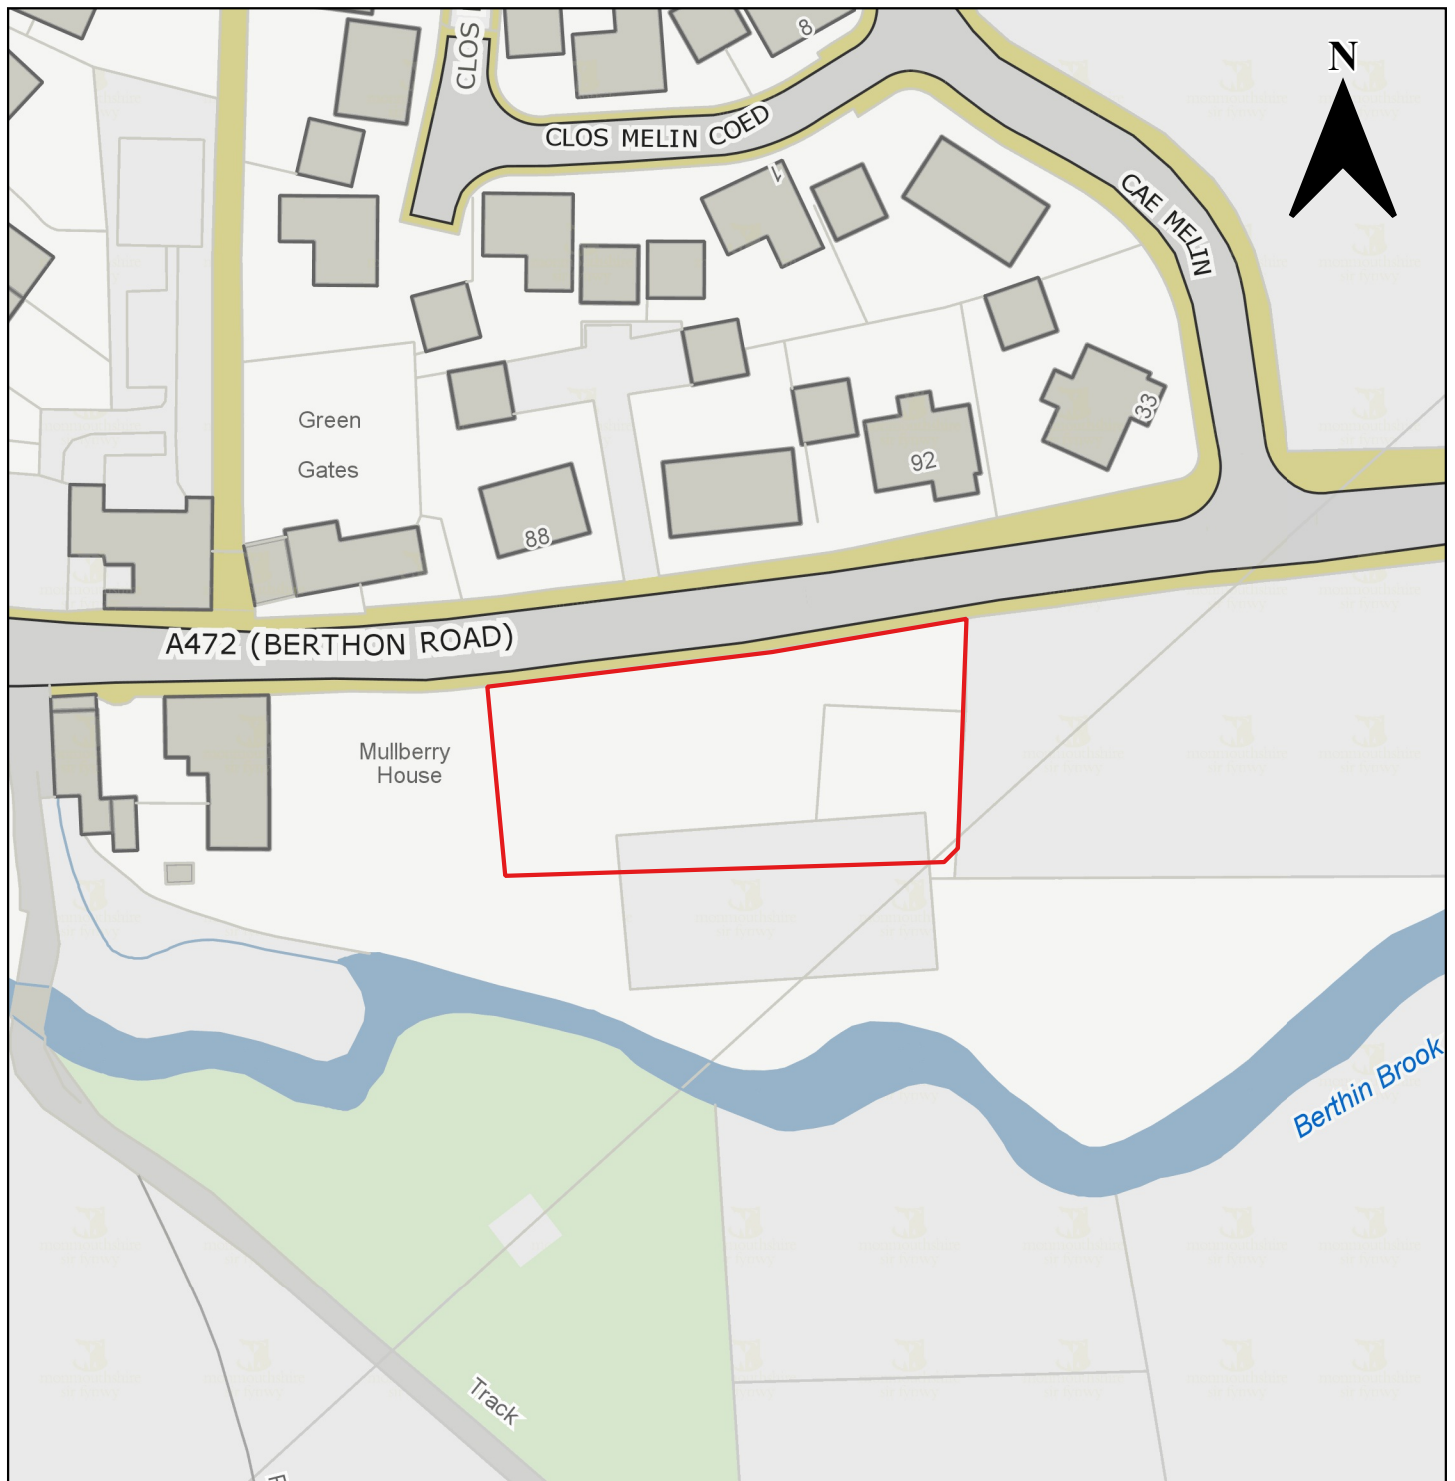 CLOS
8
N
CLOS MELIN COED
1
CAE MELIN
Green
Gates
33
92
88
A472 (BERTHON ROAD)
Mullberry
House
Berthin Brook
Track